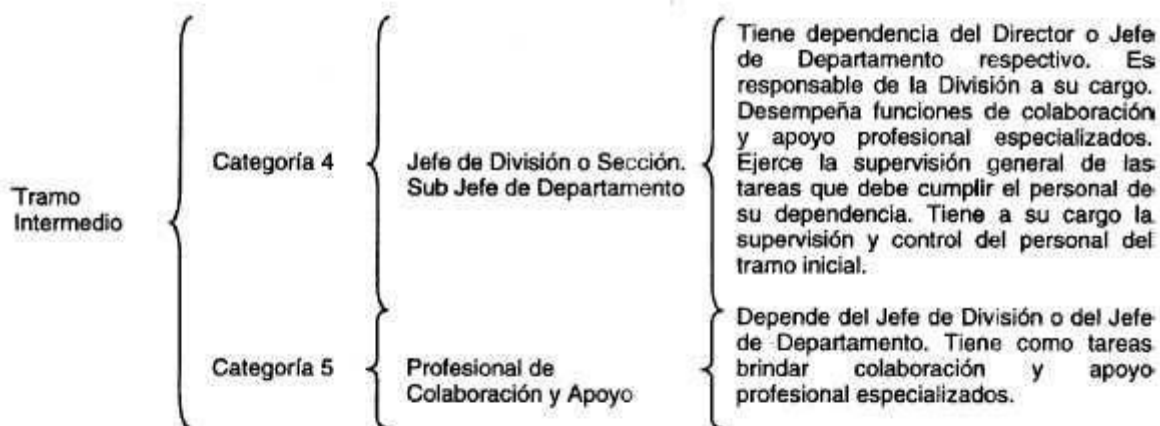 Tramo
Intermedio
Categoría 4
Jefe de División o Sección.
Sub Jefe de Departamento
Tiene dependencia del Director o Jefe
de Departamento respectivo. Es
responsable de la División a su cargo.
Desempeña funciones de colaboración
y apoyo profesional especializados.
Ejerce la supervisión general de las
tareas que debe cumplir el personal de
su dependencia. Tiene a su cargo la
supervisión y control del personal del
tramo inicial.
Categoría 5
Profesional de
Colaboración y Apoyo
Depende del Jefe de División o del Jefe
de Departamento. Tiene como tareas
brindar colaboración y apoyo
profesional especializados.